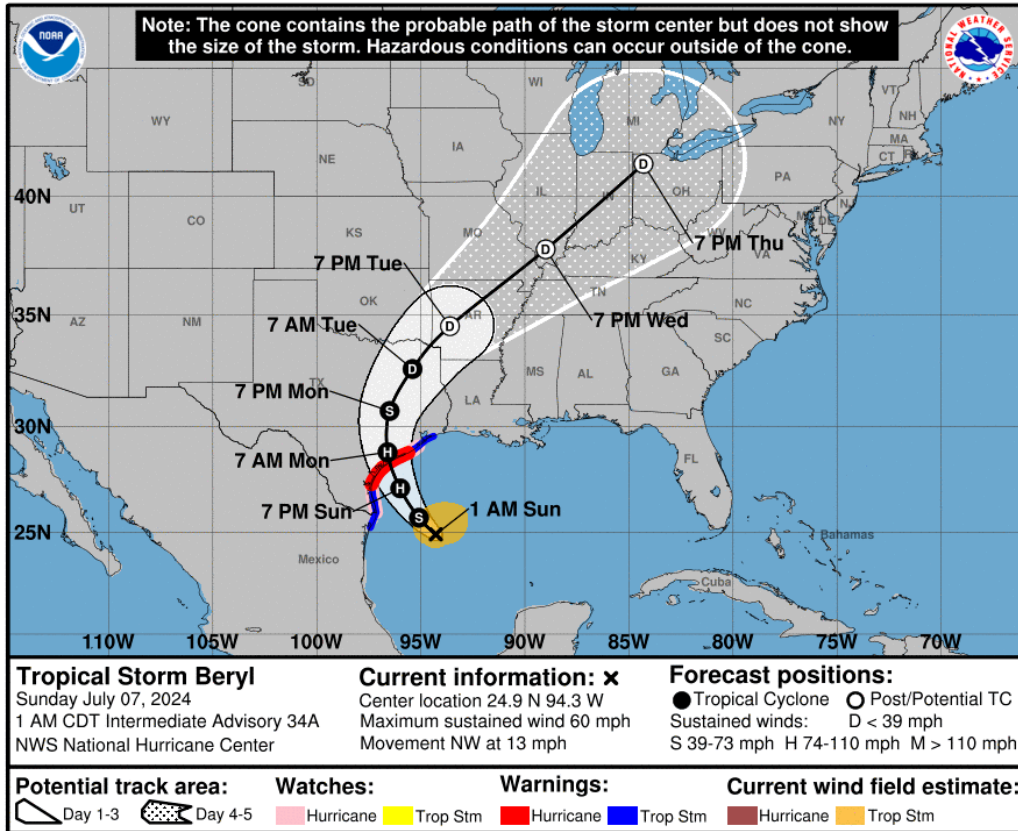 Note: The cone contains the probable path of the storm center but does not show
the size of the storm. Hazardous conditions can occur outside of the cone.
NOAA
NATIONAL WEATHER SERVICE
SD
WI
VT
WY
MI
NY
NH
IA
MA
NE
CT
RI
40N
IL
IN
OH
PA
NJ
UT
CO
MD
DE
KS
MO
7 PM Thu
WV
VA
7 PM Tue
KY
35N
OK
AR
7 PM Wed
TN
NC
AZ
NM
7 AM Tue
SC
MS
AL
GA
TX
7 PM Mon
LA
30N
7 AM Mon
FL
7 PM Sun
1 AM Sun
25N
Bahamas
Mexico
Cuba
110W
105W
100W
95W
90W
85W
80W
75W
70W
D
D
D
D
S
H
H
S
Tropical Storm Beryl
Sunday July 07, 2024
1 AM CDT Intermediate Advisory 34A
NWS National Hurricane Center
Current information: x
Center location 24.9 N 94.3 W
Maximum sustained wind 60 mph
Movement NW at 13 mph
Forecast positions:
Tropical Cyclone Post/Potential TC
Sustained winds: D < 39 mph
S 39-73 mph H 74-110 mph M > 110 mph
Potential track area:
Day 1-3 Day 4-5
Watches:
Hurricane Trop Stm
Warnings:
Hurricane Trop Stm
Current wind field estimate:
Hurricane Trop Stm